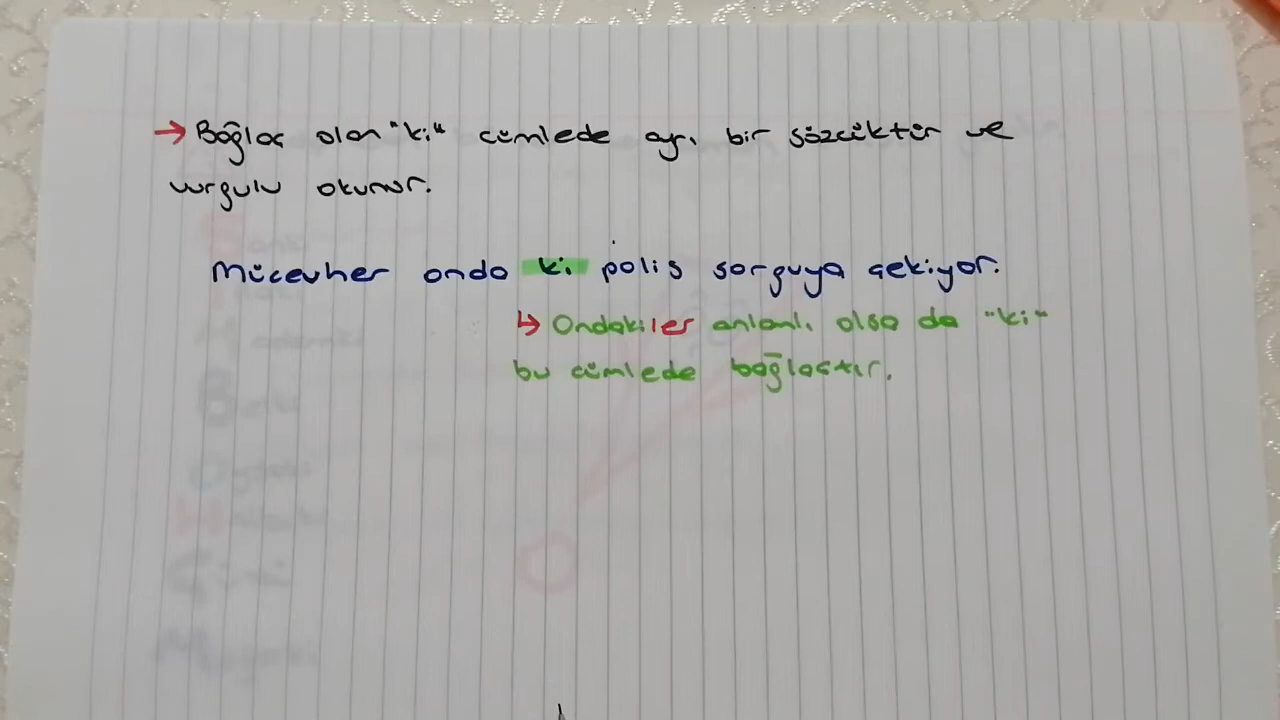 → Bağlaç olan "ki" cümlede ayrı bir sözcüktür ve
vurgulu okunur.
Mücevher onda ki polis sorguya çekiyor.
↳ Ondakiler anlamlı olsa da "ki"
bu cümlede bağlaçtır.